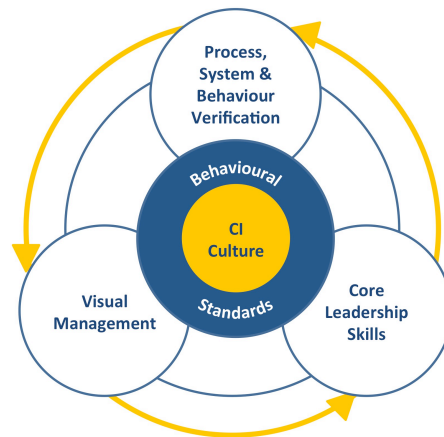 Process,
System &
Behaviour
Verification
Behavioural
CI
Culture
Standards
Visual
Management
Core
Leadership
Skills